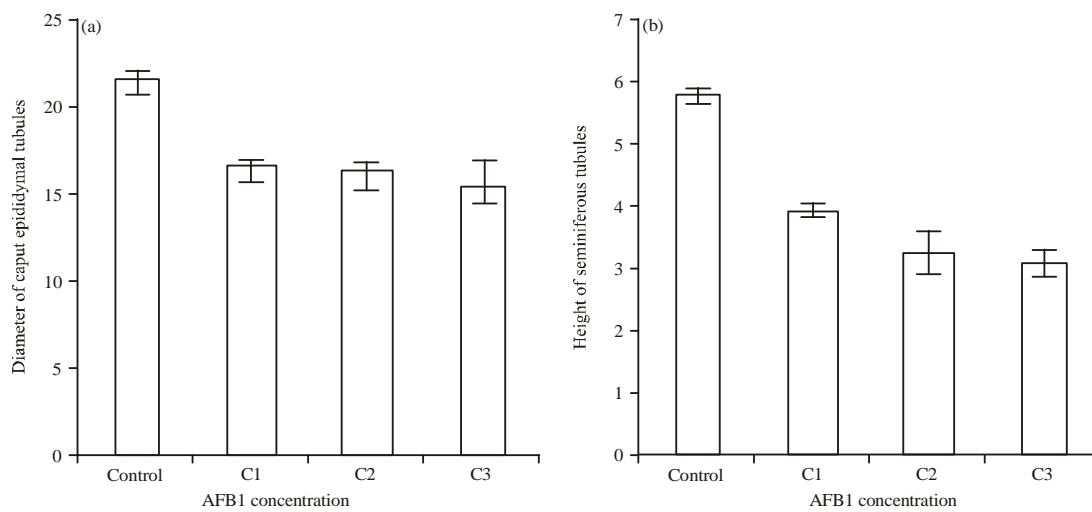 (a)
Diameter of caput epididymal tubules
25
20
15
10
5
0
Control C1 C2 C3
AFB1 concentration
(b)
Height of seminiferous tubules
7
6
5
4
3
2
1
0
Control C1 C2 C3
AFB1 concentration